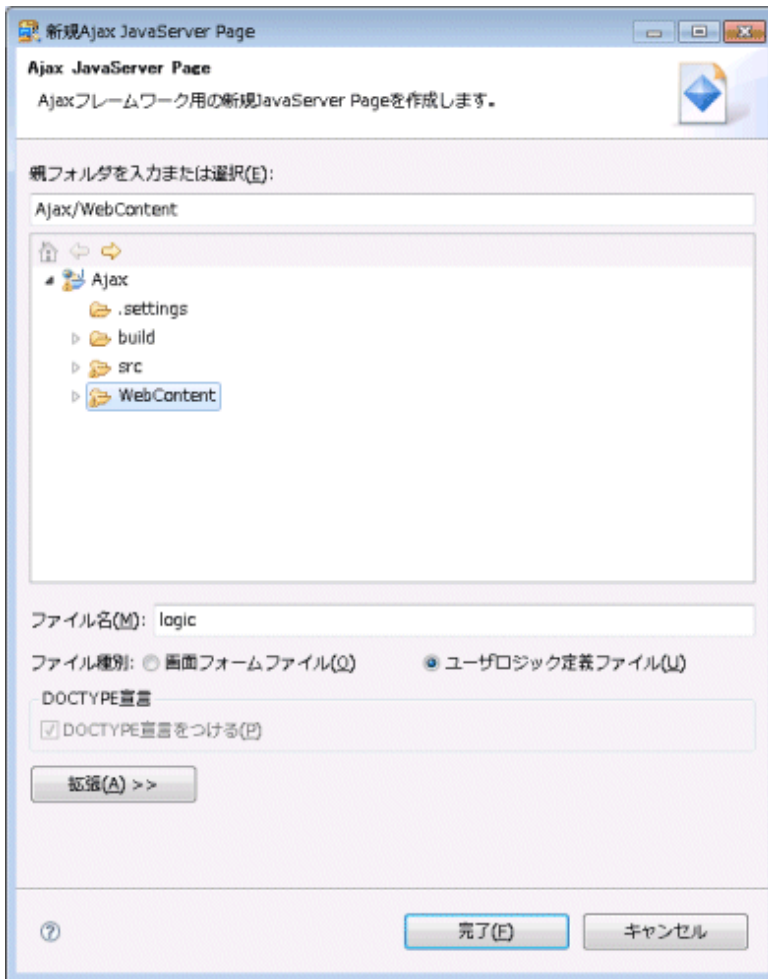 新規Ajax JavaServer Page
Ajax JavaServer Page
Ajaxフレームワーク用の新規JavaServer Pageを作成します。
親フォルダを入力または選択(E):
Ajax/WebContent
Ajax
.settings
build
src
WebContent
ファイル名(M): logic
ファイル種別: 画面フォームファイル(O) ユーザロジック定義ファイル(U)
DOCTYPE宣言
DOCTYPE宣言をつける(P)
拡張(A) >>
完了(F) キャンセル